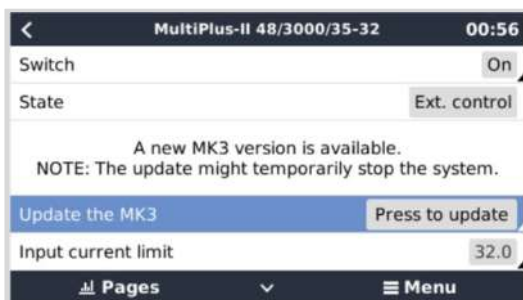 MultiPlus-II 48/3000/35-32 00:56
Switch On
State Ext. control
A new MK3 version is available.
NOTE: The update might temporarily stop the system.
Update the MK3 Press to update
Input current limit 32.0
Pages Menu